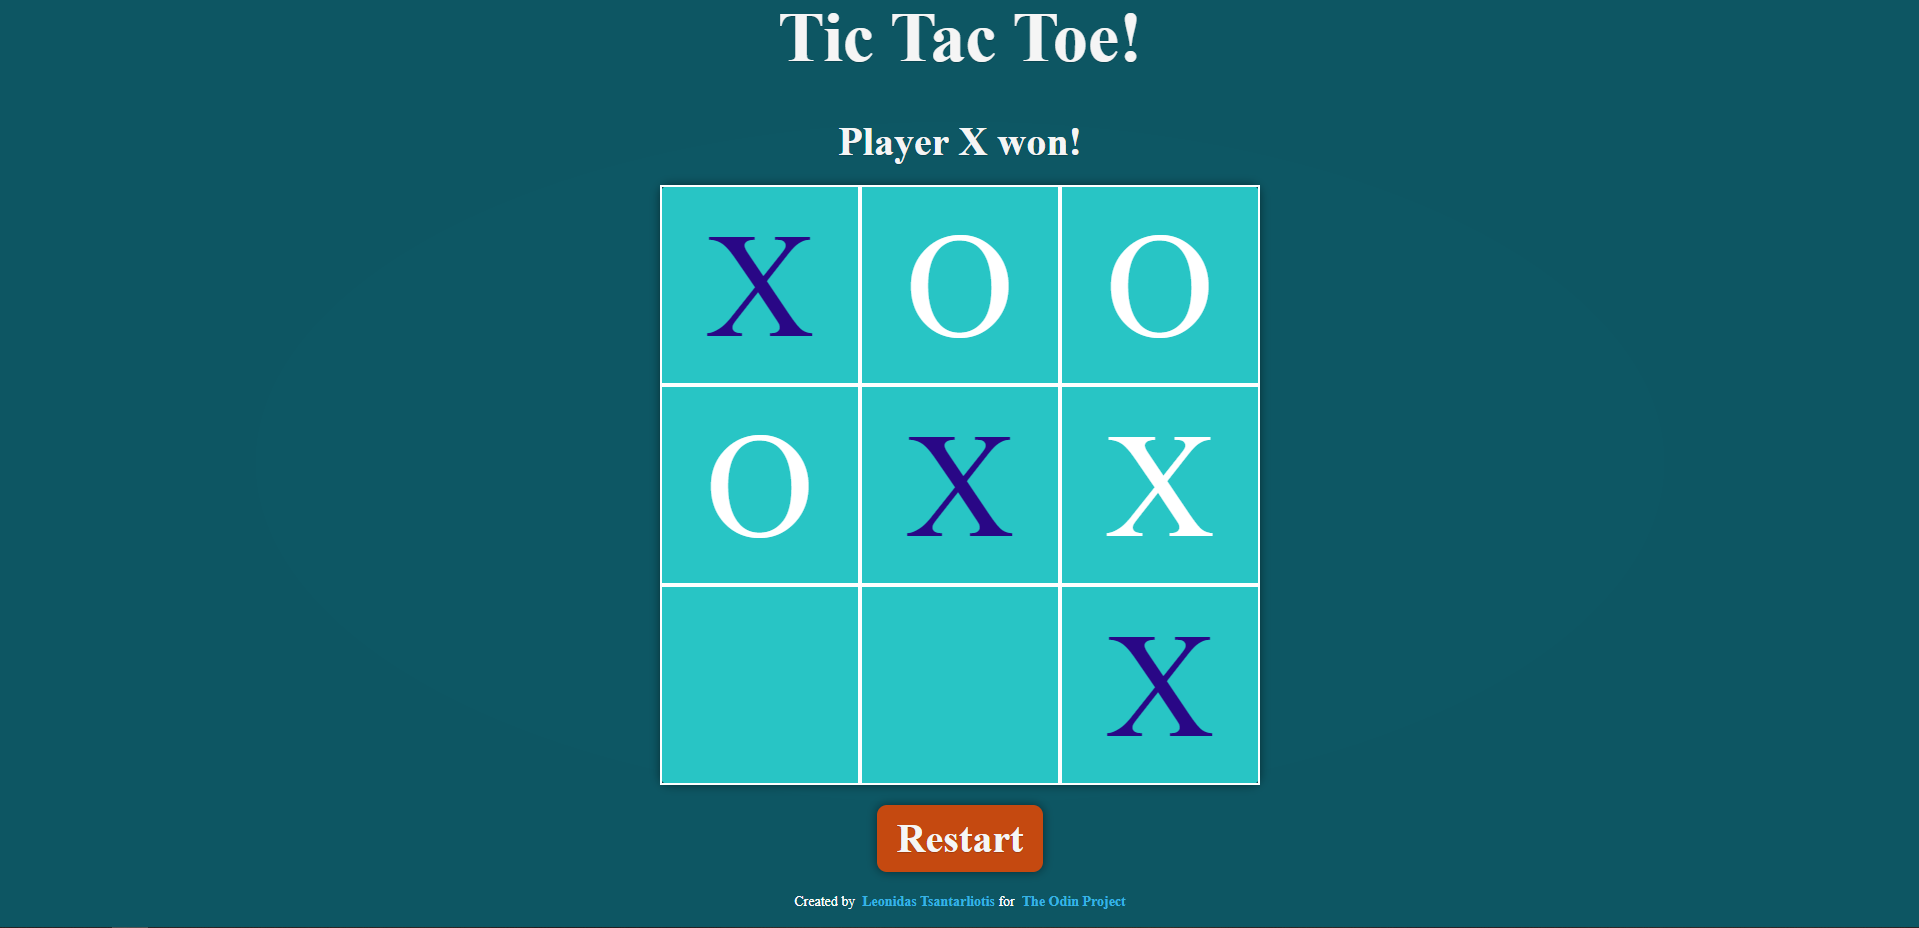 Tic Tac Toe!
Player X won!
X O O
O X X
X
Restart
Created by Leonidas Tsantarliotis for The Odin Project